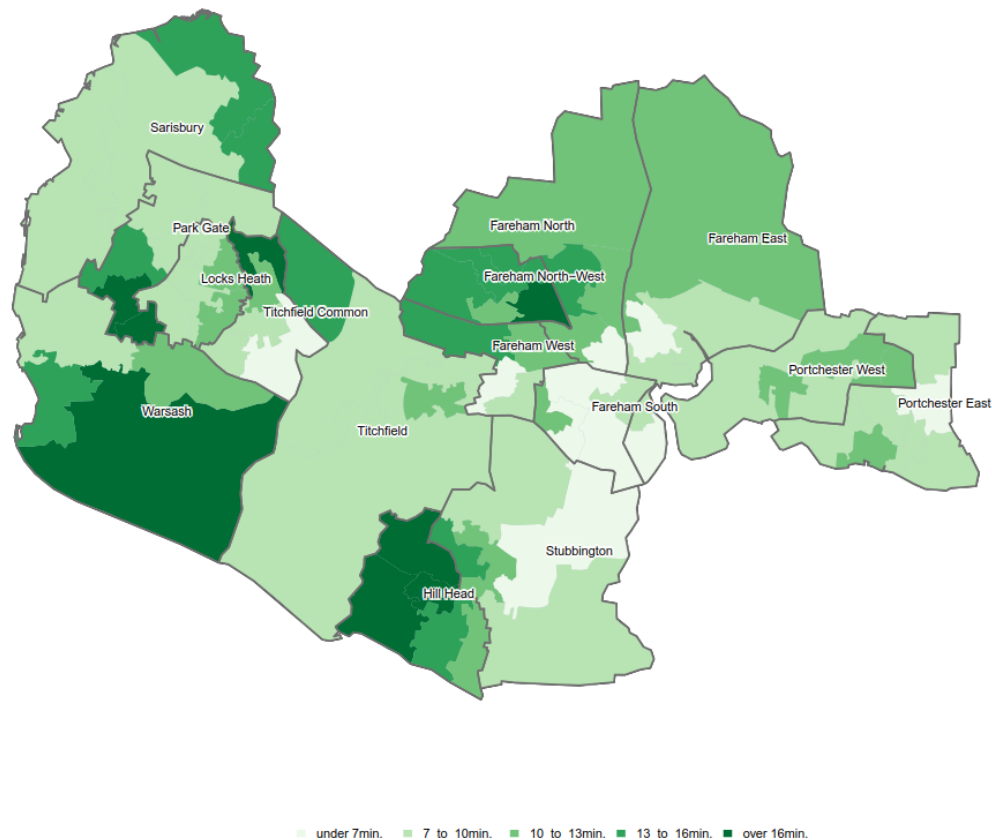 Sarisbury
Park Gate
Fareham North
Fareham East
Locks Heath
Fareham North-West
Titchfield Common
Fareham West
Portchester West
Warsash
Fareham South
Portchester East
Titchfield
Stubbington
Hill Head
under 7min. 7 to 10min. 10 to 13min. 13 to 16min. over 16min.